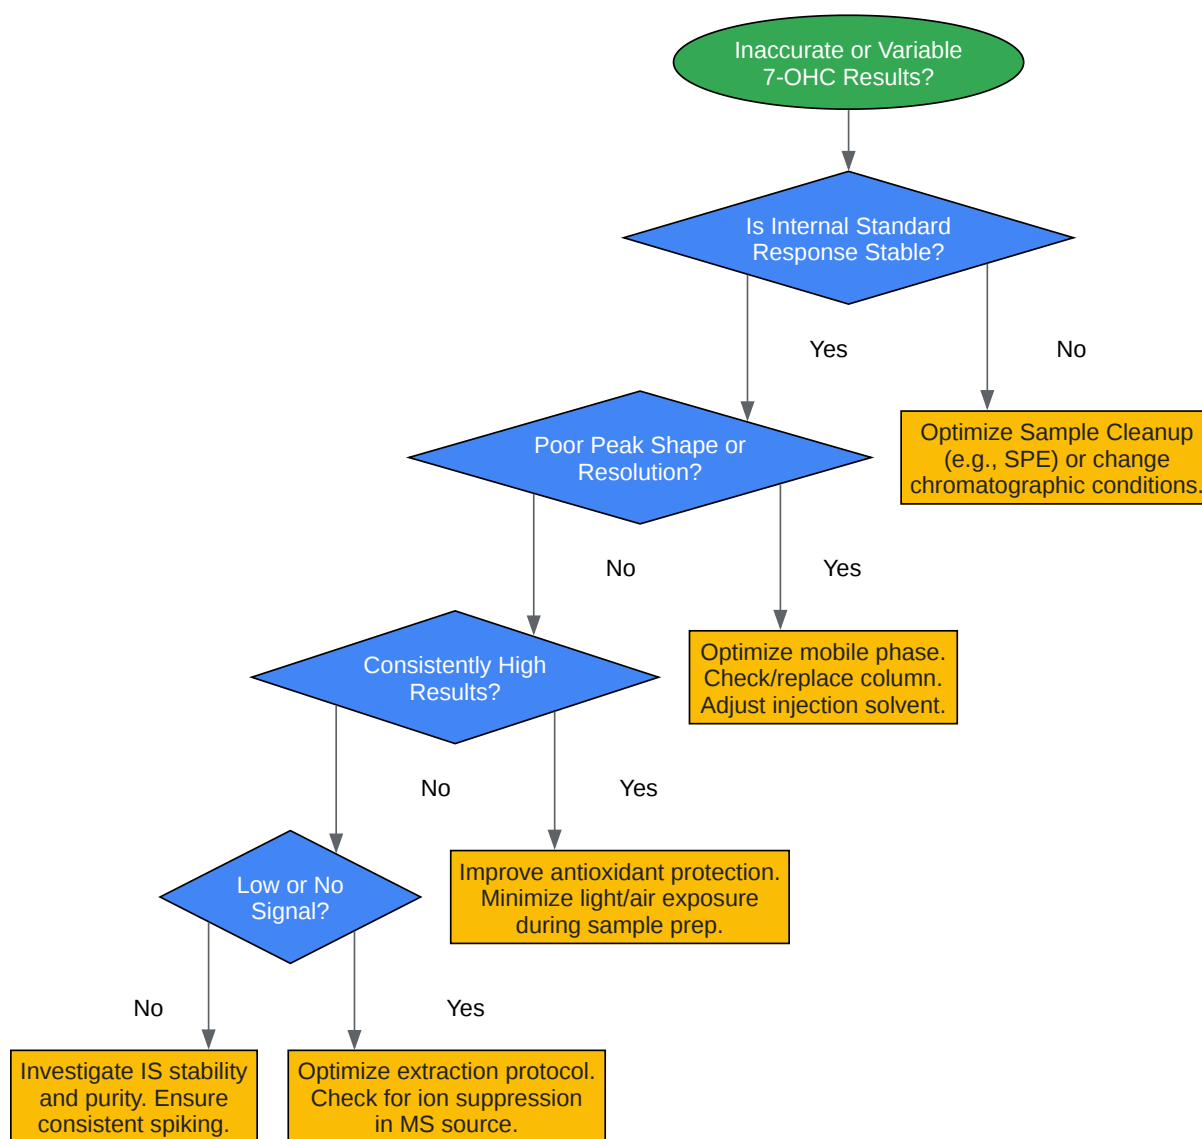 Inaccurate or Variable
7-OHC Results?
Is Internal Standard
Response Stable?
Yes
No
Poor Peak Shape or
Resolution?
Optimize Sample Cleanup
(e.g., SPE) or change
chromatographic conditions.
No
Yes
Consistently High
Results?
Optimize mobile phase.
Check/replace column.
Adjust injection solvent.
No
Yes
Low or No
Signal?
Improve antioxidant protection.
Minimize light/air exposure
during sample prep.
No
Yes
Investigate IS stability
and purity. Ensure
consistent spiking.
Optimize extraction protocol.
Check for ion suppression
in MS source.